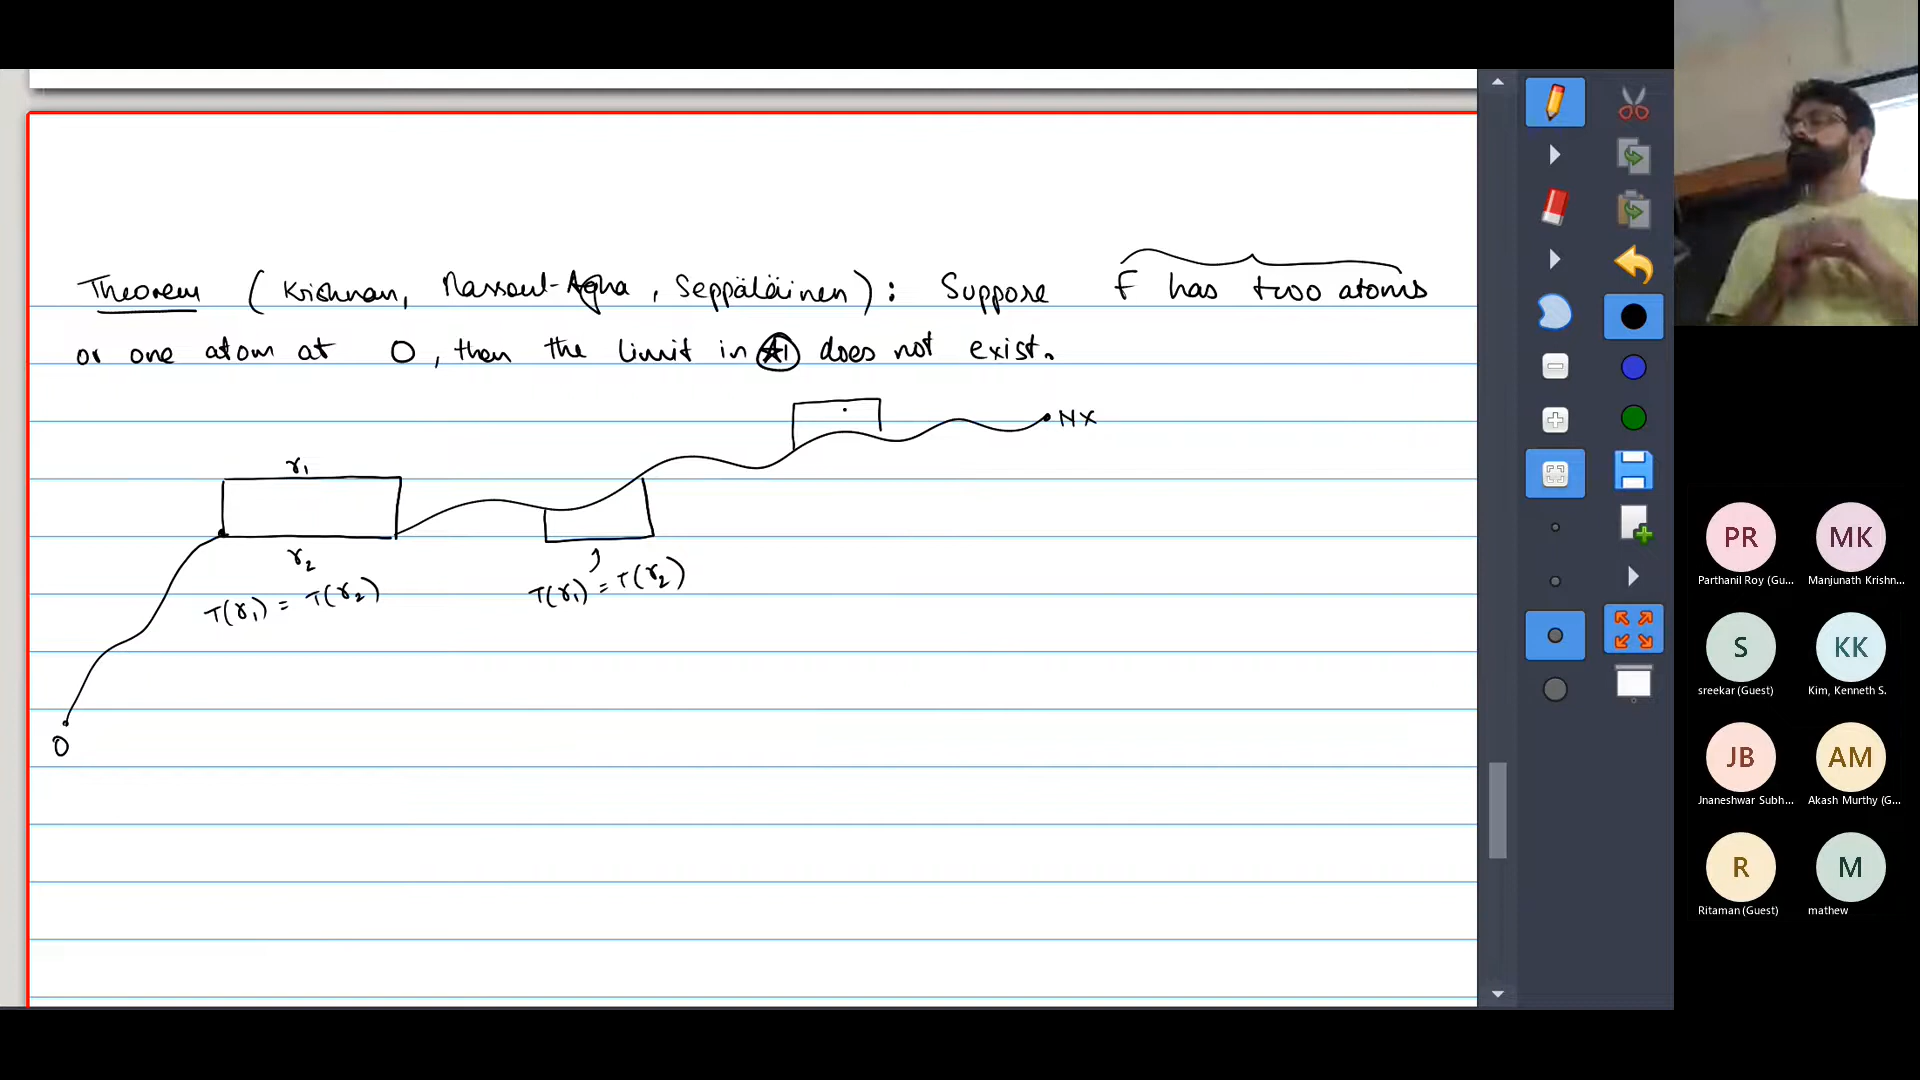 Theorem (Krishnan, Rassoul-Agha, Seppäläinen): Suppose F has two atoms
or one atom at 0, then the limit in *1 does not exist.
NX
γ₁
γ₂
T(γ₁) = T(γ₂)
T(γ₁) = T(γ₂)
0
PR
MK
Parthanil Roy (Gu...
Manjunath Krishn...
S
KK
sreekar (Guest)
Kim, Kenneth S.
JB
AM
Jnaneshwar Subh...
Akash Murthy (G...
R
M
Ritaman (Guest)
mathew